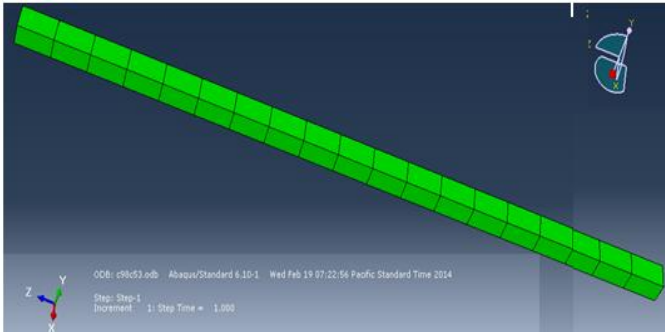 Y
X
ODB: c98c53.odb Abaqus/Standard 6.10-1 Wed Feb 19 07:22:56 Pacific Standard Time 2014
Step: Step-1
Increment 1: Step Time = 1.000
Y
Z
X